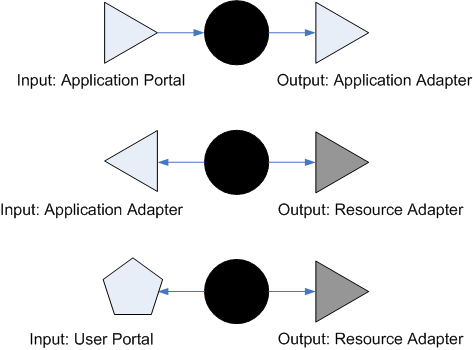 Input: Application Portal
Output: Application Adapter
Input: Application Adapter
Output: Resource Adapter
Input: User Portal
Output: Resource Adapter